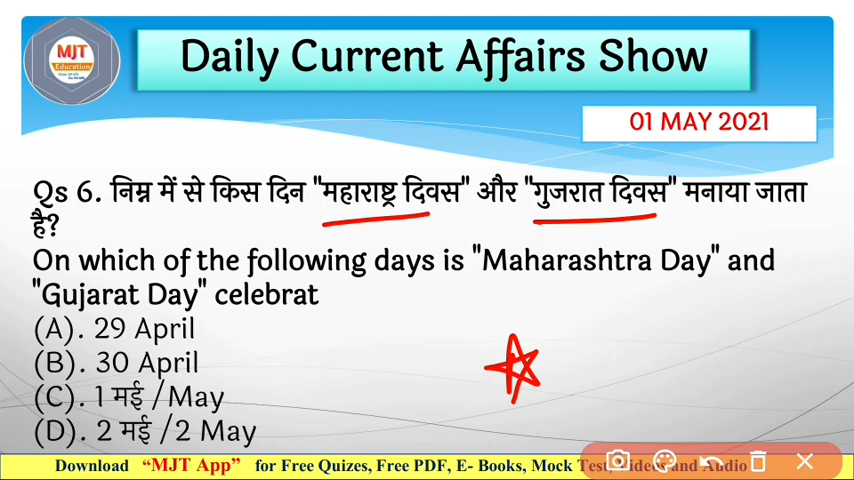 MJT
Education
Daily Current Affairs Show
01 MAY 2021
Qs 6. निम्न में से किस दिन "महाराष्ट्र दिवस" और "गुजरात दिवस" मनाया जाता
है?
On which of the following days is "Maharashtra Day" and
"Gujarat Day" celebrat
(A). 29 April
(B). 30 April
(C). 1 मई /May
(D). 2 मई /2 May
Download “MJT App” for Free Quizes, Free PDF, E- Books, Mock Test, Videos and Audio